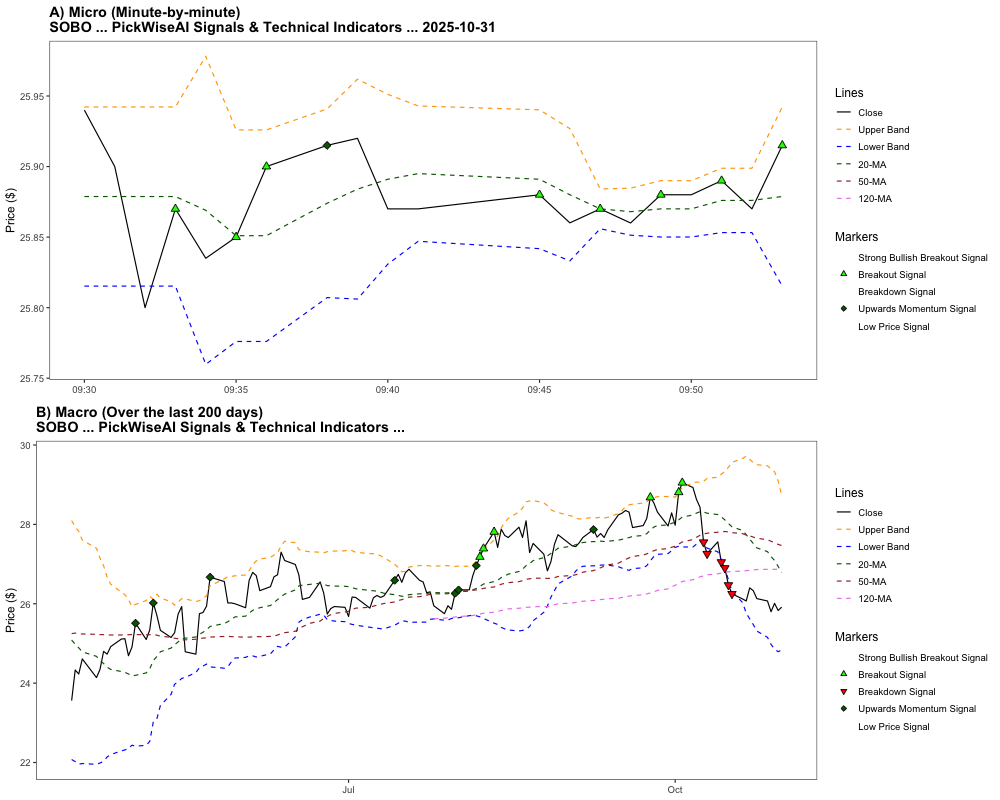 A) Micro (Minute-by-minute)
SOBO ... PickWiseAI Signals & Technical Indicators ... 2025-10-31
Price ($)
25.95
25.90
25.85
25.80
25.75
09:30
09:35
09:40
09:45
09:50
Lines
Close
Upper Band
Lower Band
20-MA
50-MA
120-MA
Markers
Strong Bullish Breakout Signal
Breakout Signal
Breakdown Signal
Upwards Momentum Signal
Low Price Signal
B) Macro (Over the last 200 days)
SOBO ... PickWiseAI Signals & Technical Indicators ...
Price ($)
30
28
26
24
22
Jul
Oct
Lines
Close
Upper Band
Lower Band
20-MA
50-MA
120-MA
Markers
Strong Bullish Breakout Signal
Breakout Signal
Breakdown Signal
Upwards Momentum Signal
Low Price Signal